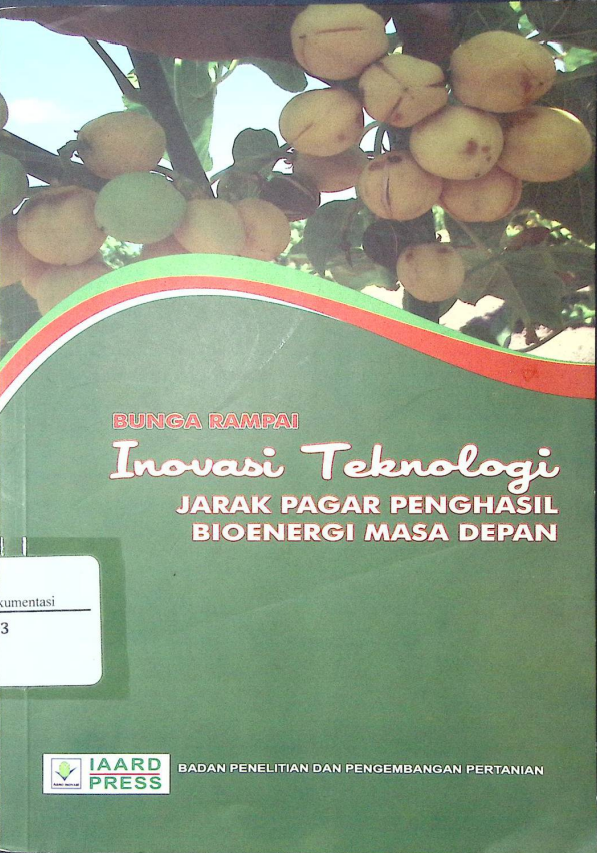 BUNGA RAMPAI
Inovasi Teknologi
JARAK PAGAR PENGHASIL
BIOENERGI MASA DEPAN
kumentasi
3
IAARD
PRESS
BADAN PENELITIAN DAN PENGEMBANGAN PERTANIAN